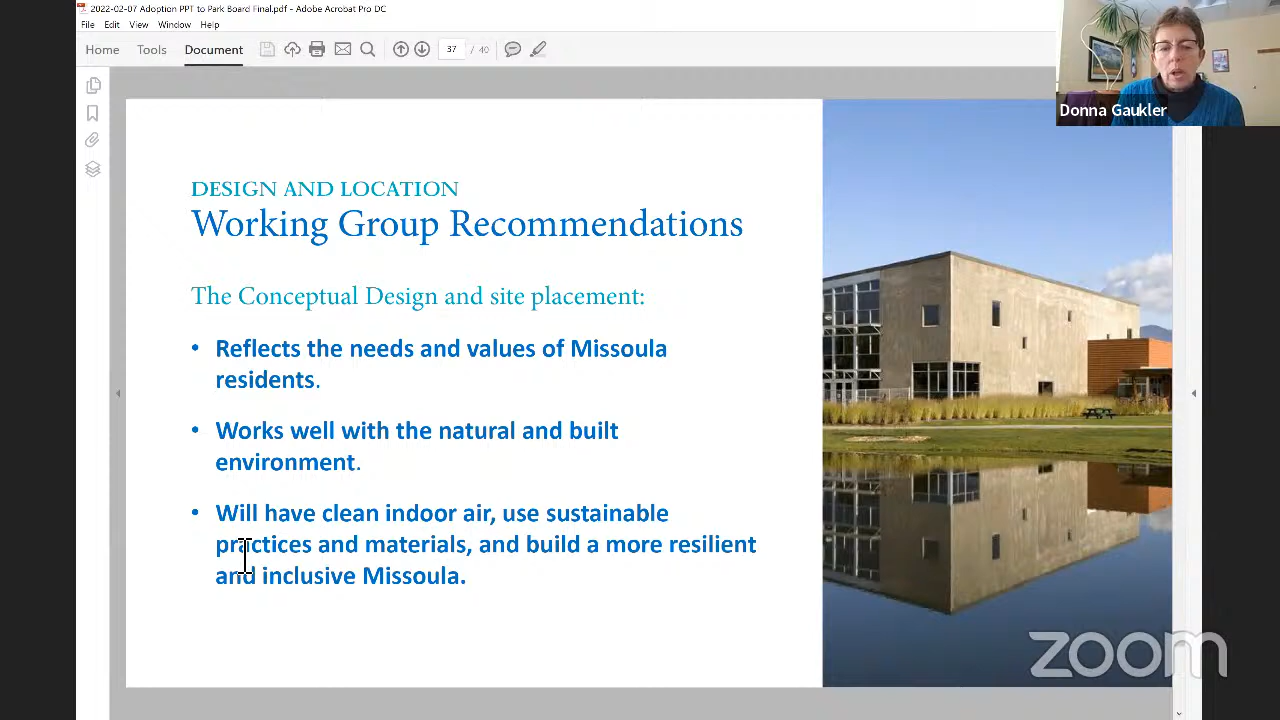 2022-02-07 Adoption PPT to Park Board Final.pdf - Adobe Acrobat Pro DC
File Edit View Window Help
Home Tools Document 37 / 40
Donna Gaukler
DESIGN AND LOCATION
Working Group Recommendations
The Conceptual Design and site placement:
• Reflects the needs and values of Missoula
residents.
• Works well with the natural and built
environment.
• Will have clean indoor air, use sustainable
practices and materials, and build a more resilient
and inclusive Missoula.
zoom